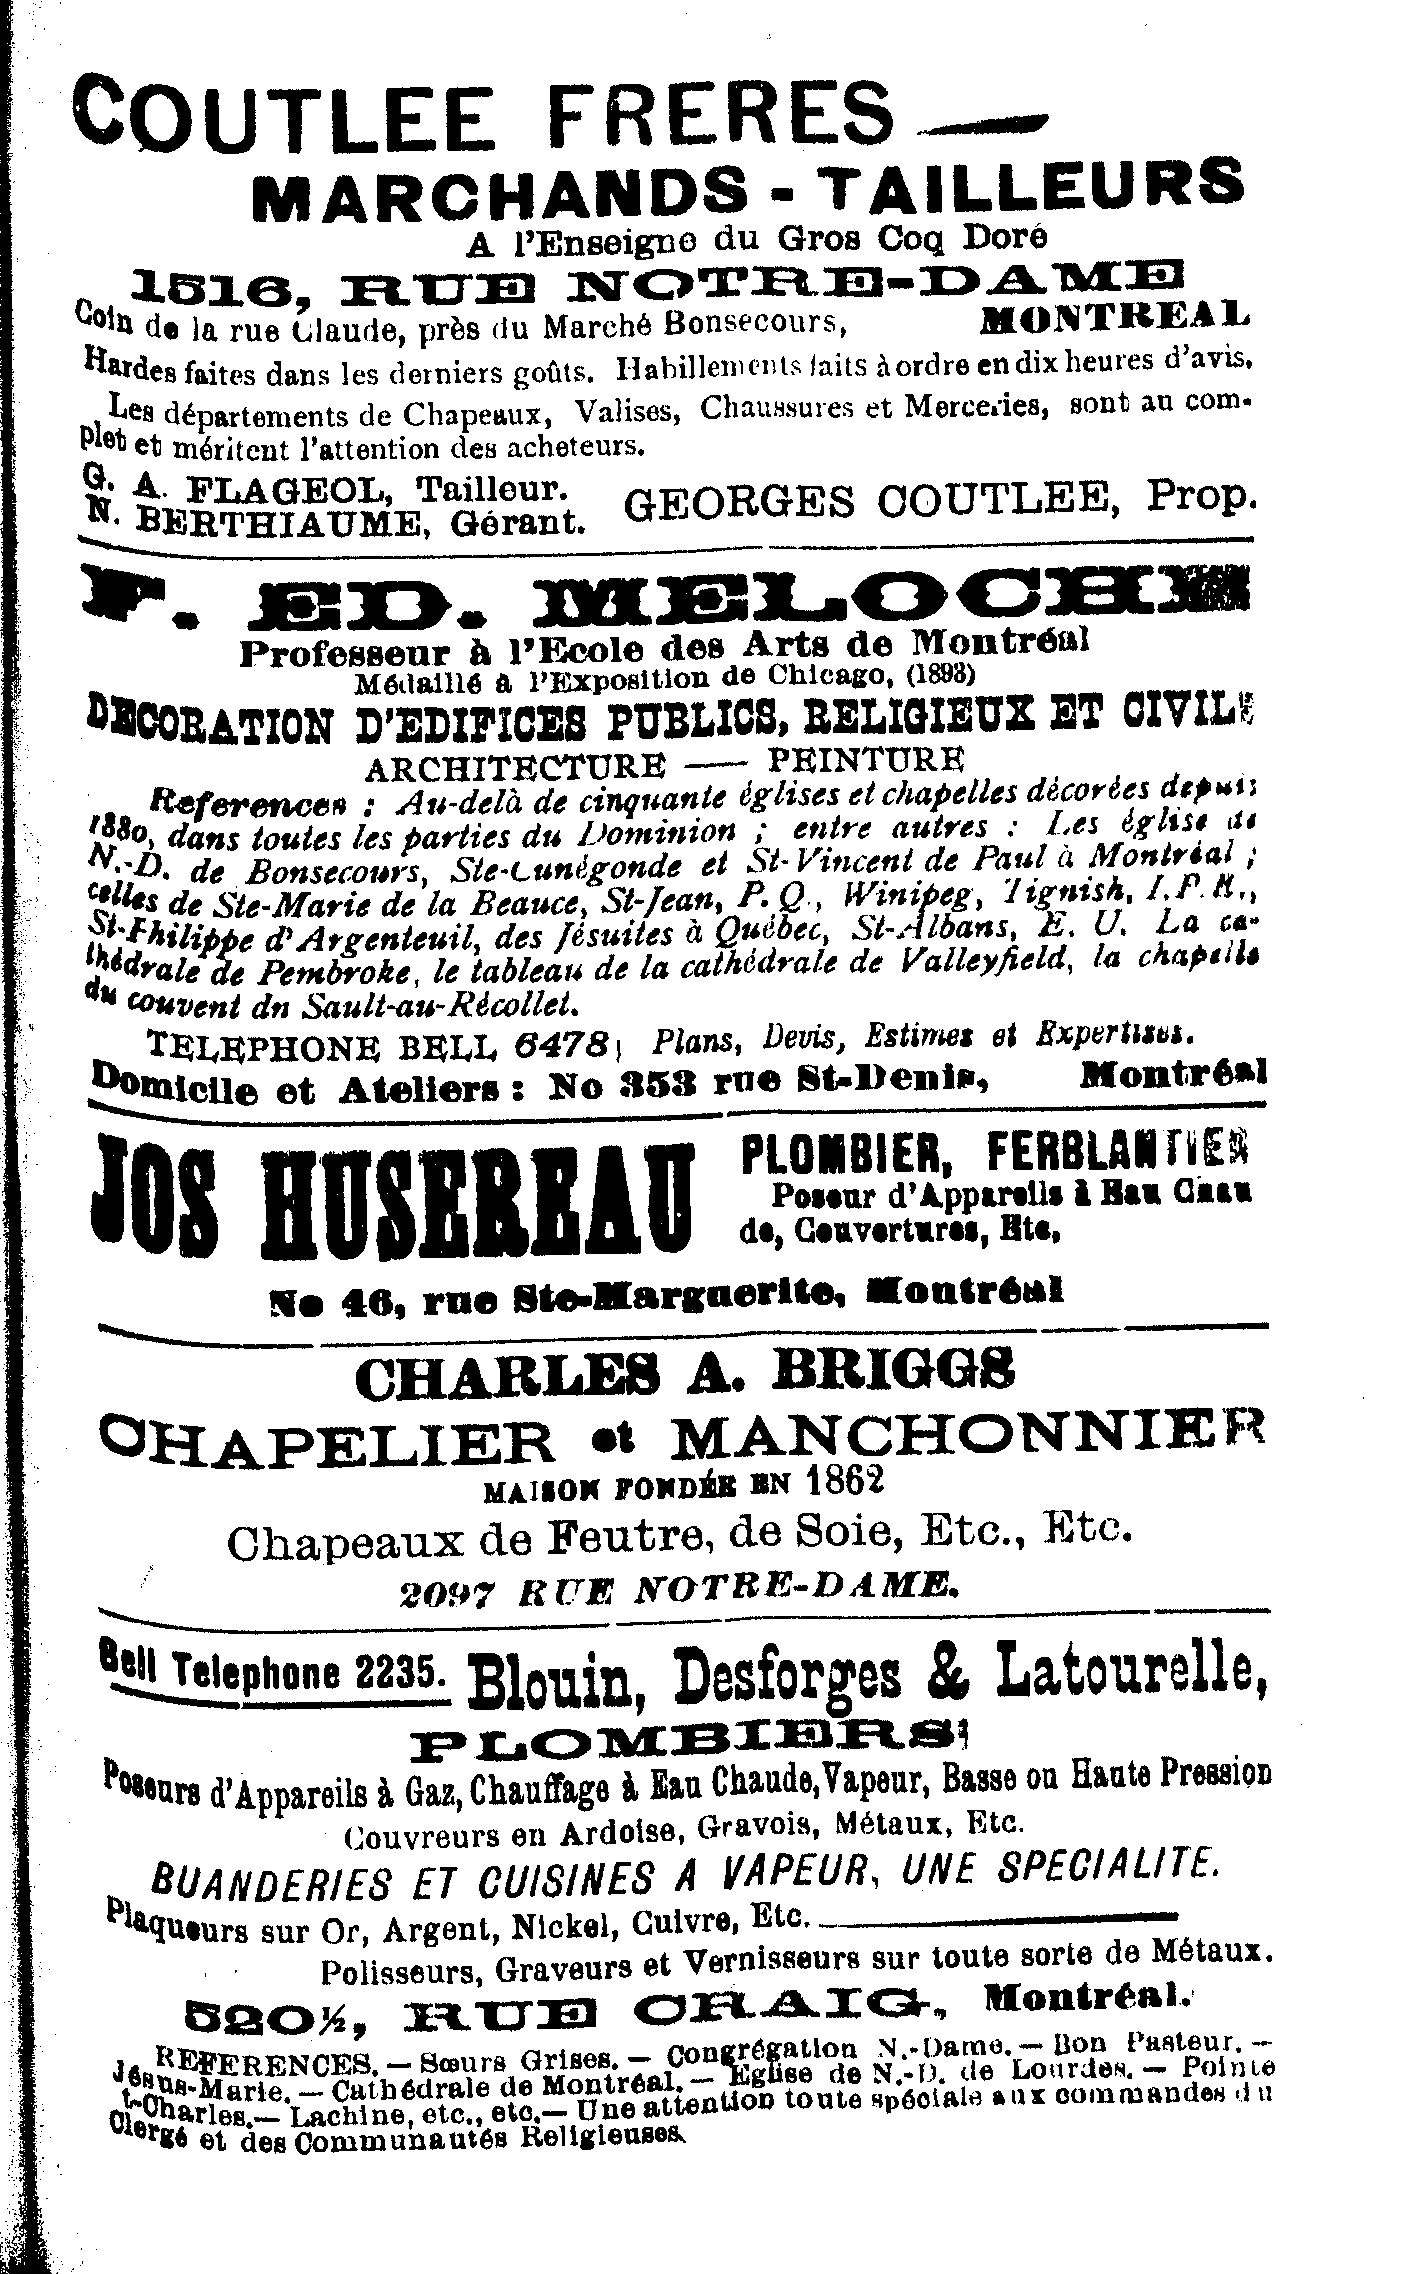 COUTLEE FRERES
MARCHANDS - TAILLEURS
A l'Enseigne du Gros Coq Doré
1516, RUE NOTRE-DAME
Coin de la rue Claude, près du Marché Bonsecours, MONTREAL
Hardes faites dans les derniers goûts. Habillements faits à ordre en dix heures d'avis.
Les départements de Chapeaux, Valises, Chaussures et Merceries, sont au com-
plet et méritent l'attention des acheteurs.
G. A. FLAGEOL, Tailleur.
N. BERTHIAUME, Gérant.
GEORGES COUTLEE, Prop.
F. ED. MELOCHE
Professeur à l'Ecole des Arts de Montréal
Médaillé à l'Exposition de Chicago, (1893)
DECORATION D'EDIFICES PUBLICS, RELIGIEUX ET CIVILS
ARCHITECTURE — PEINTURE
References : Au-delà de cinquante églises et chapelles décorées depuis
1880, dans toutes les parties du Dominion ; entre autres : Les église de
N.-D. de Bonsecours, Ste-Cunégonde et St-Vincent de Paul à Montréal ;
celles de Ste-Marie de la Beauce, St-Jean, P. Q., Winipeg, Tignish, I.P.E.,
St-Philippe d'Argenteuil, des Jésuites à Québec, St-Albans, E. U. La ca-
thédrale de Pembroke, le tableau de la cathédrale de Valleyfield, la chapelle
du couvent dn Sault-au-Récollet.
TELEPHONE BELL 6478; Plans, Devis, Estimes et Expertises.
Domicile et Ateliers : No 353 rue St-Denis, Montréal
JOS HUSEREAU
PLOMBIER, FERBLANTIER
Poseur d'Appareils à Eau Chau
de, Couvertures, Etc,
No 46, rue Ste-Marguerite, Montréal
CHARLES A. BRIGGS
CHAPELIER et MANCHONNIER
MAISON FONDÉE EN 1862
Chapeaux de Feutre, de Soie, Etc., Etc.
2097 RUE NOTRE-DAME.
Bell Telephone 2235. Blouin, Desforges & Latourelle,
PLOMBIERS
Poseurs d'Appareils à Gaz, Chauffage à Eau Chaude, Vapeur, Basse ou Haute Pression
Couvreurs en Ardoise, Gravois, Métaux, Etc.
BUANDERIES ET CUISINES A VAPEUR, UNE SPECIALITE.
Plaqueurs sur Or, Argent, Nickel, Cuivre, Etc.
Polisseurs, Graveurs et Vernisseurs sur toute sorte de Métaux.
520½, RUE CRAIG, Montréal.
REFERENCES. — Sœurs Grises. — Congrégation N.-Dame. — Bon Pasteur. —
Jésus-Marie. — Cathédrale de Montréal. — Eglise de N.-D. de Lourdes. — Pointe
t-Charles. — Lachine, etc., etc. — Une attention toute spéciale aux commandes du
Clergé et des Communautés Religieuses.